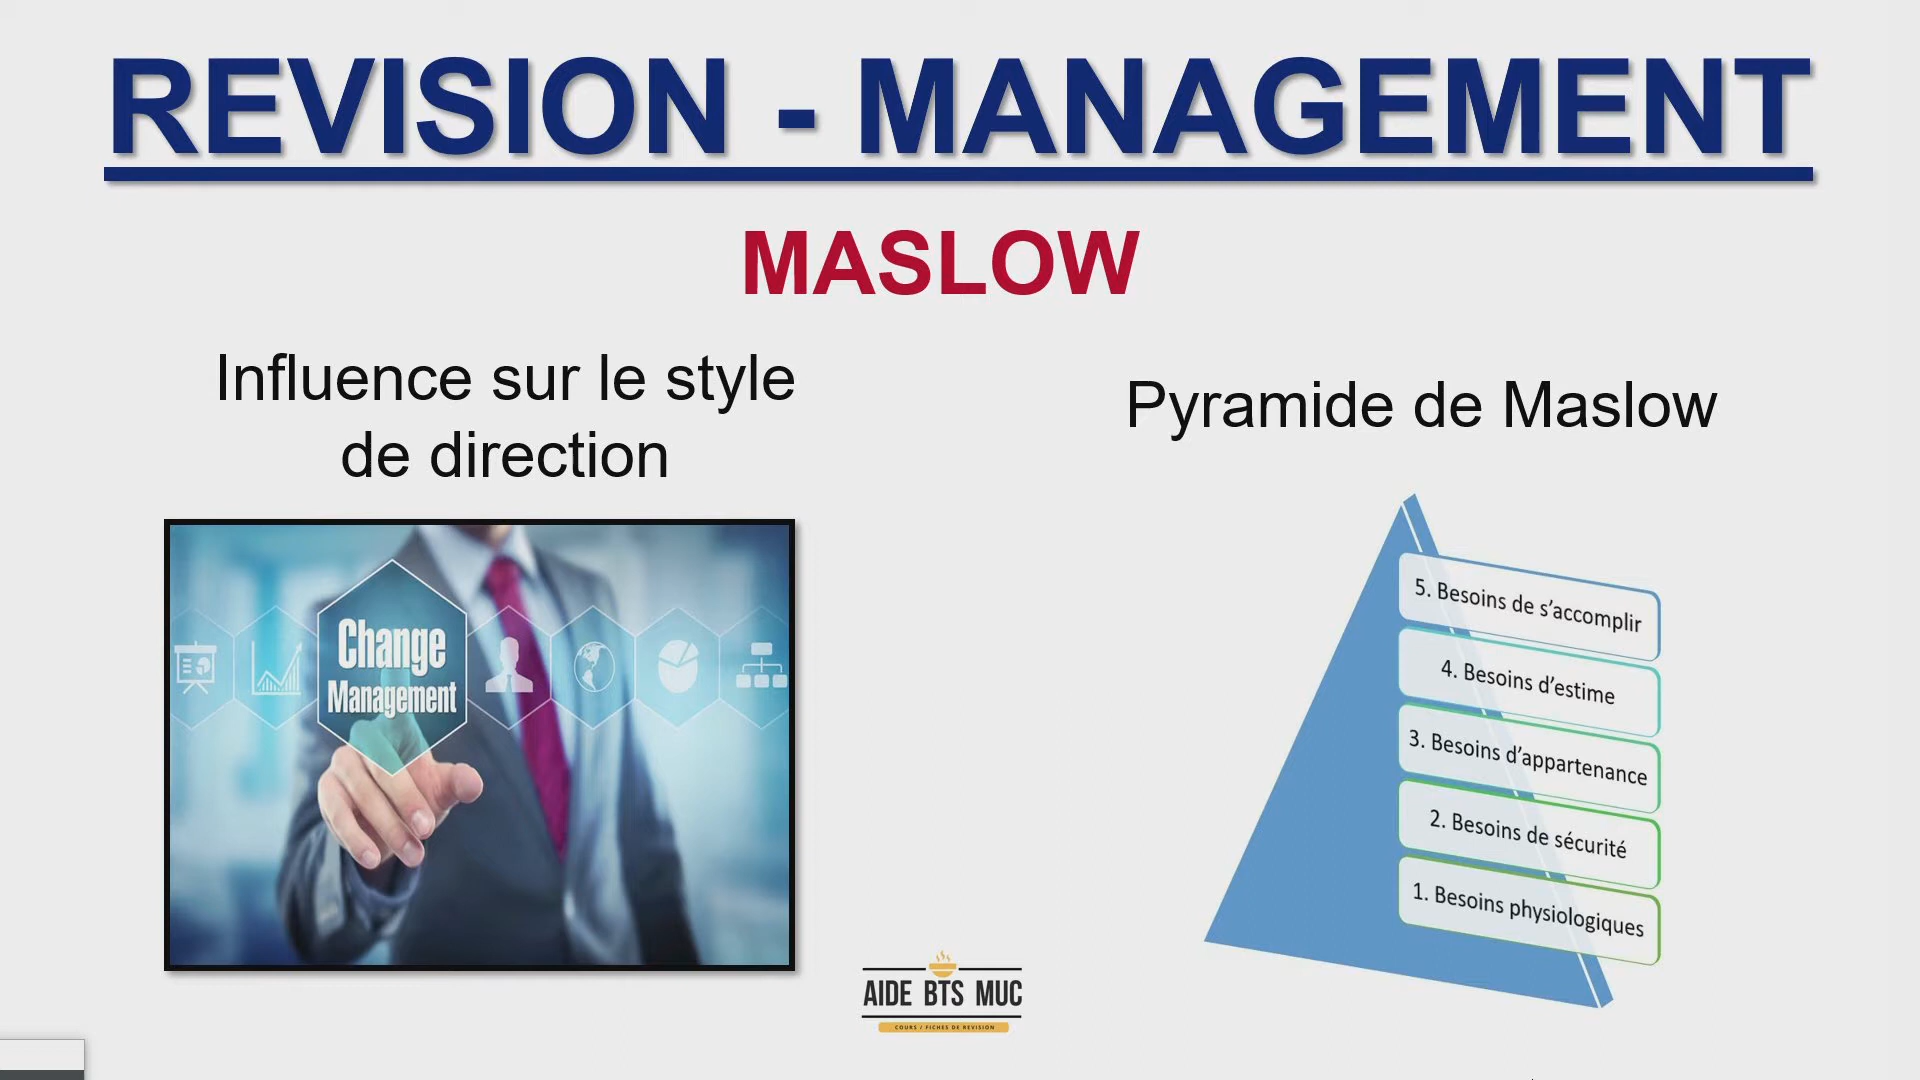 REVISION - MANAGEMENT
MASLOW
Influence sur le style
de direction
Change
Management
Pyramide de Maslow
5. Besoins de s’accomplir
4. Besoins d’estime
3. Besoins d’appartenance
2. Besoins de sécurité
1. Besoins physiologiques
AIDE BTS MUC
COURS / FICHES DE REVISION